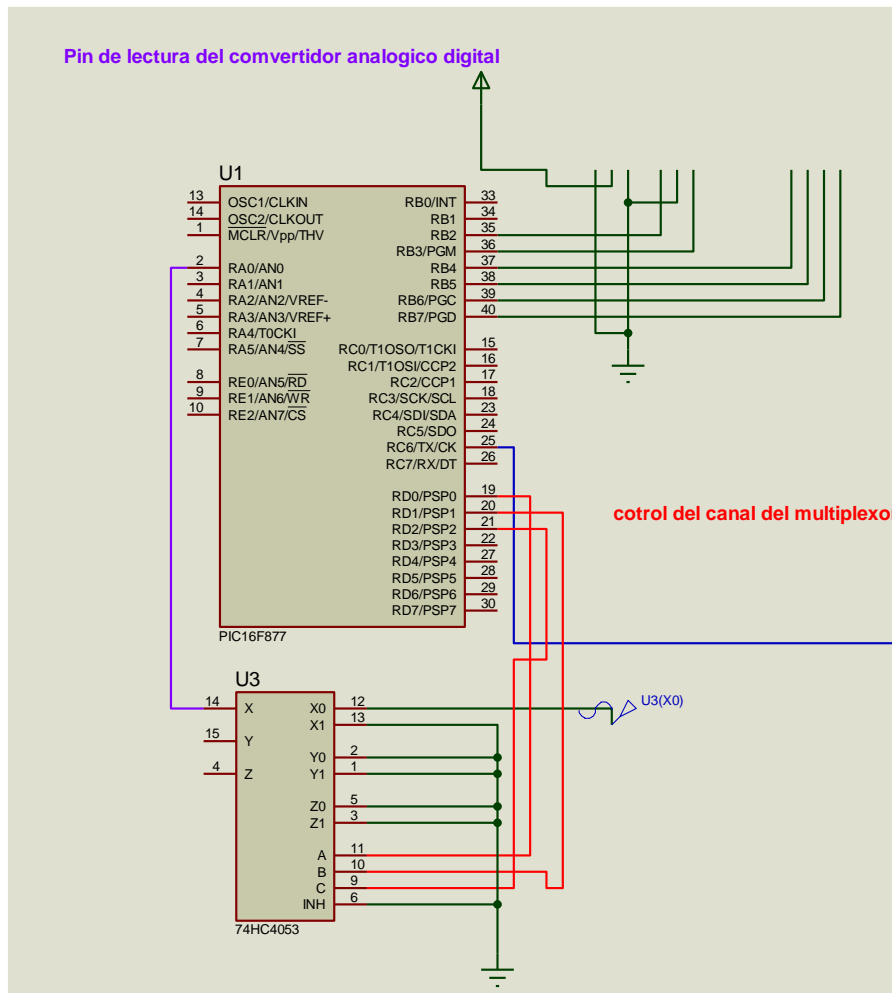 Pin de lectura del comvertidor analogico digital
U1
13 OSC1/CLKIN RB0/INT 33
14 OSC2/CLKOUT RB1 34
1 MCLR/Vpp/THV RB2 35
RB3/PGM 36
2 RA0/AN0 RB4 37
3 RA1/AN1 RB5 38
4 RA2/AN2/VREF- RB6/PGC 39
5 RA3/AN3/VREF+ RB7/PGD 40
6 RA4/T0CKI
7 RA5/AN4/SS RC0/T1OSO/T1CKI 15
RC1/T1OSI/CCP2 16
8 RE0/AN5/RD RC2/CCP1 17
9 RE1/AN6/WR RC3/SCK/SCL 18
10 RE2/AN7/CS RC4/SDI/SDA 23
RC5/SDO 24
RC6/TX/CK 25
RC7/RX/DT 26
RD0/PSP0 19
RD1/PSP1 20
cotrol del canal del multiplexo
RD2/PSP2 21
RD3/PSP3 22
RD4/PSP4 27
RD5/PSP5 28
RD6/PSP6 29
RD7/PSP7 30
PIC16F877
U3
14 X X0 12
U3(X0)
X1 13
15 Y
Y0 2
4 Z Y1 1
Z0 5
Z1 3
A 11
B 10
C 9
INH 6
74HC4053